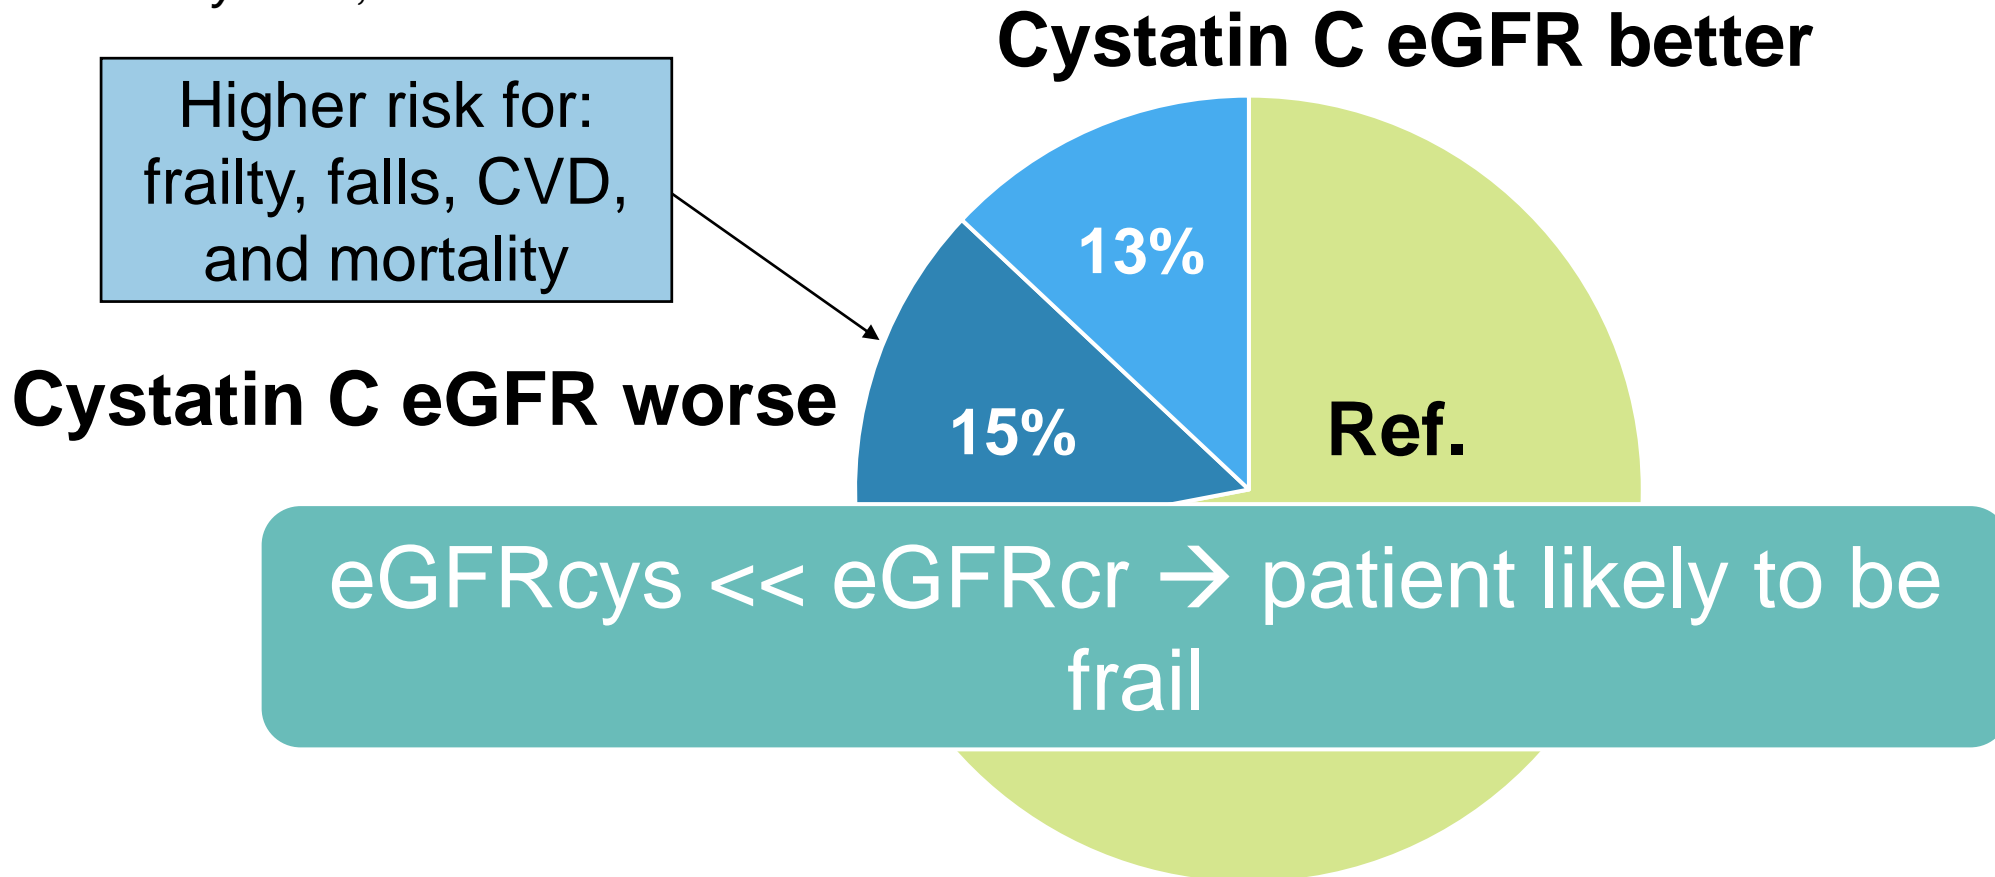 Cystatin C eGFR better
Higher risk for:
frailty, falls, CVD,
and mortality
13%
Cystatin C eGFR worse
15%
Ref.
eGFRcys << eGFRcr → patient likely to be
frail